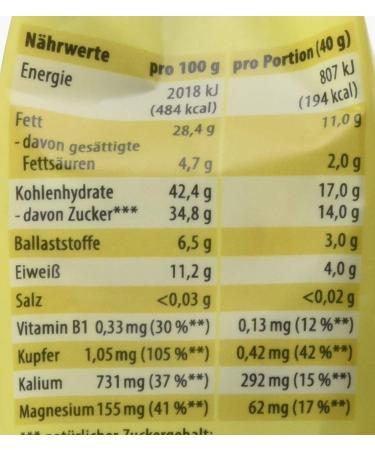 Nährwerte pro 100 g pro Portion (40 g)
Energie 2018 kJ 807 kJ
(484 kcal) (194 kcal)
Fett 28,4 g 11,0 g
- davon gesättigte
Fettsäuren 4,7 g 2,0 g
Kohlenhydrate 42,4 g 17,0 g
- davon Zucker*** 34,8 g 14,0 g
Ballaststoffe 6,5 g 3,0 g
Eiweiß 11,2 g 4,0 g
Salz <0,03 g <0,02 g
Vitamin B1 0,33 mg (30 %**) 0,13 mg (12 %**)
Kupfer 1,05 mg (105 %**) 0,42 mg (42 %**)
Kalium 731 mg (37 %**) 292 mg (15 %**)
Magnesium 155 mg (41 %**) 62 mg (17 %**)
*** natürlicher Zuckergehalt: